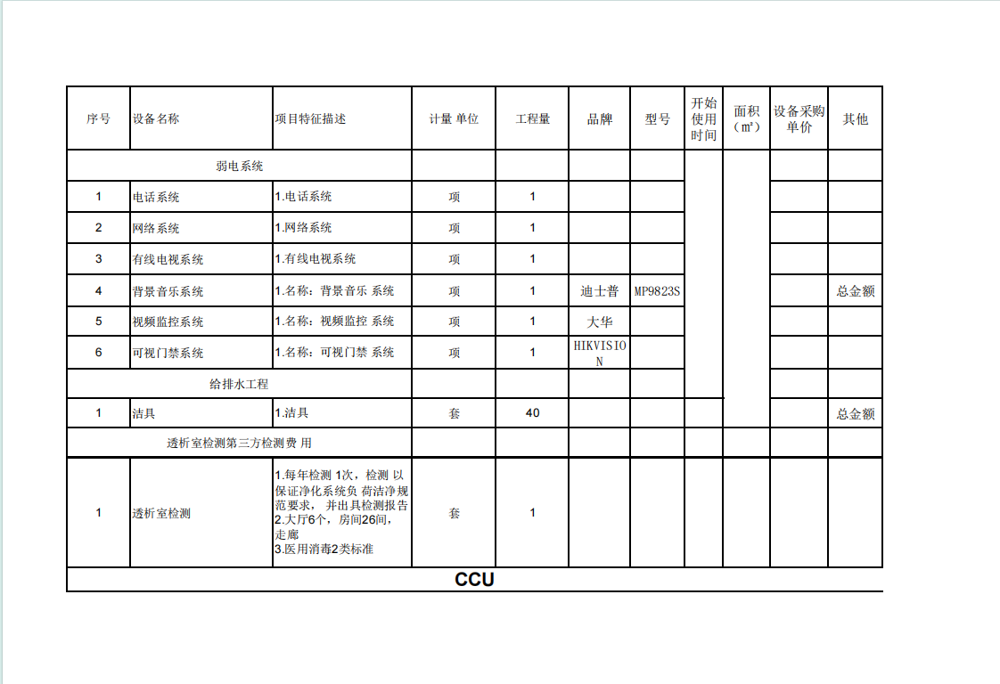 序号 设备名称 项目特征描述 计量 单位 工程量 品牌 型号 开始使用时间 面积（㎡） 设备采购单价 其他
弱电系统
1 电话系统 1.电话系统 项 1
2 网络系统 1.网络系统 项 1
3 有线电视系统 1.有线电视系统 项 1
4 背景音乐系统 1.名称：背景音乐 系统 项 1 迪士普 MP9823S 总金额
5 视频监控系统 1.名称：视频监控 系统 项 1 大华
6 可视门禁系统 1.名称：可视门禁 系统 项 1 HIKVISION
给排水工程
1 洁具 1.洁具 套 40 总金额
透析室检测第三方检测费 用
1 透析室检测
1.每年检测 1次，检测 以
保证净化系统负 荷洁净规
范要求， 并出具检测报告
2.大厅6个，房间26间，
走廊
3.医用消毒2类标准
套 1
CCU